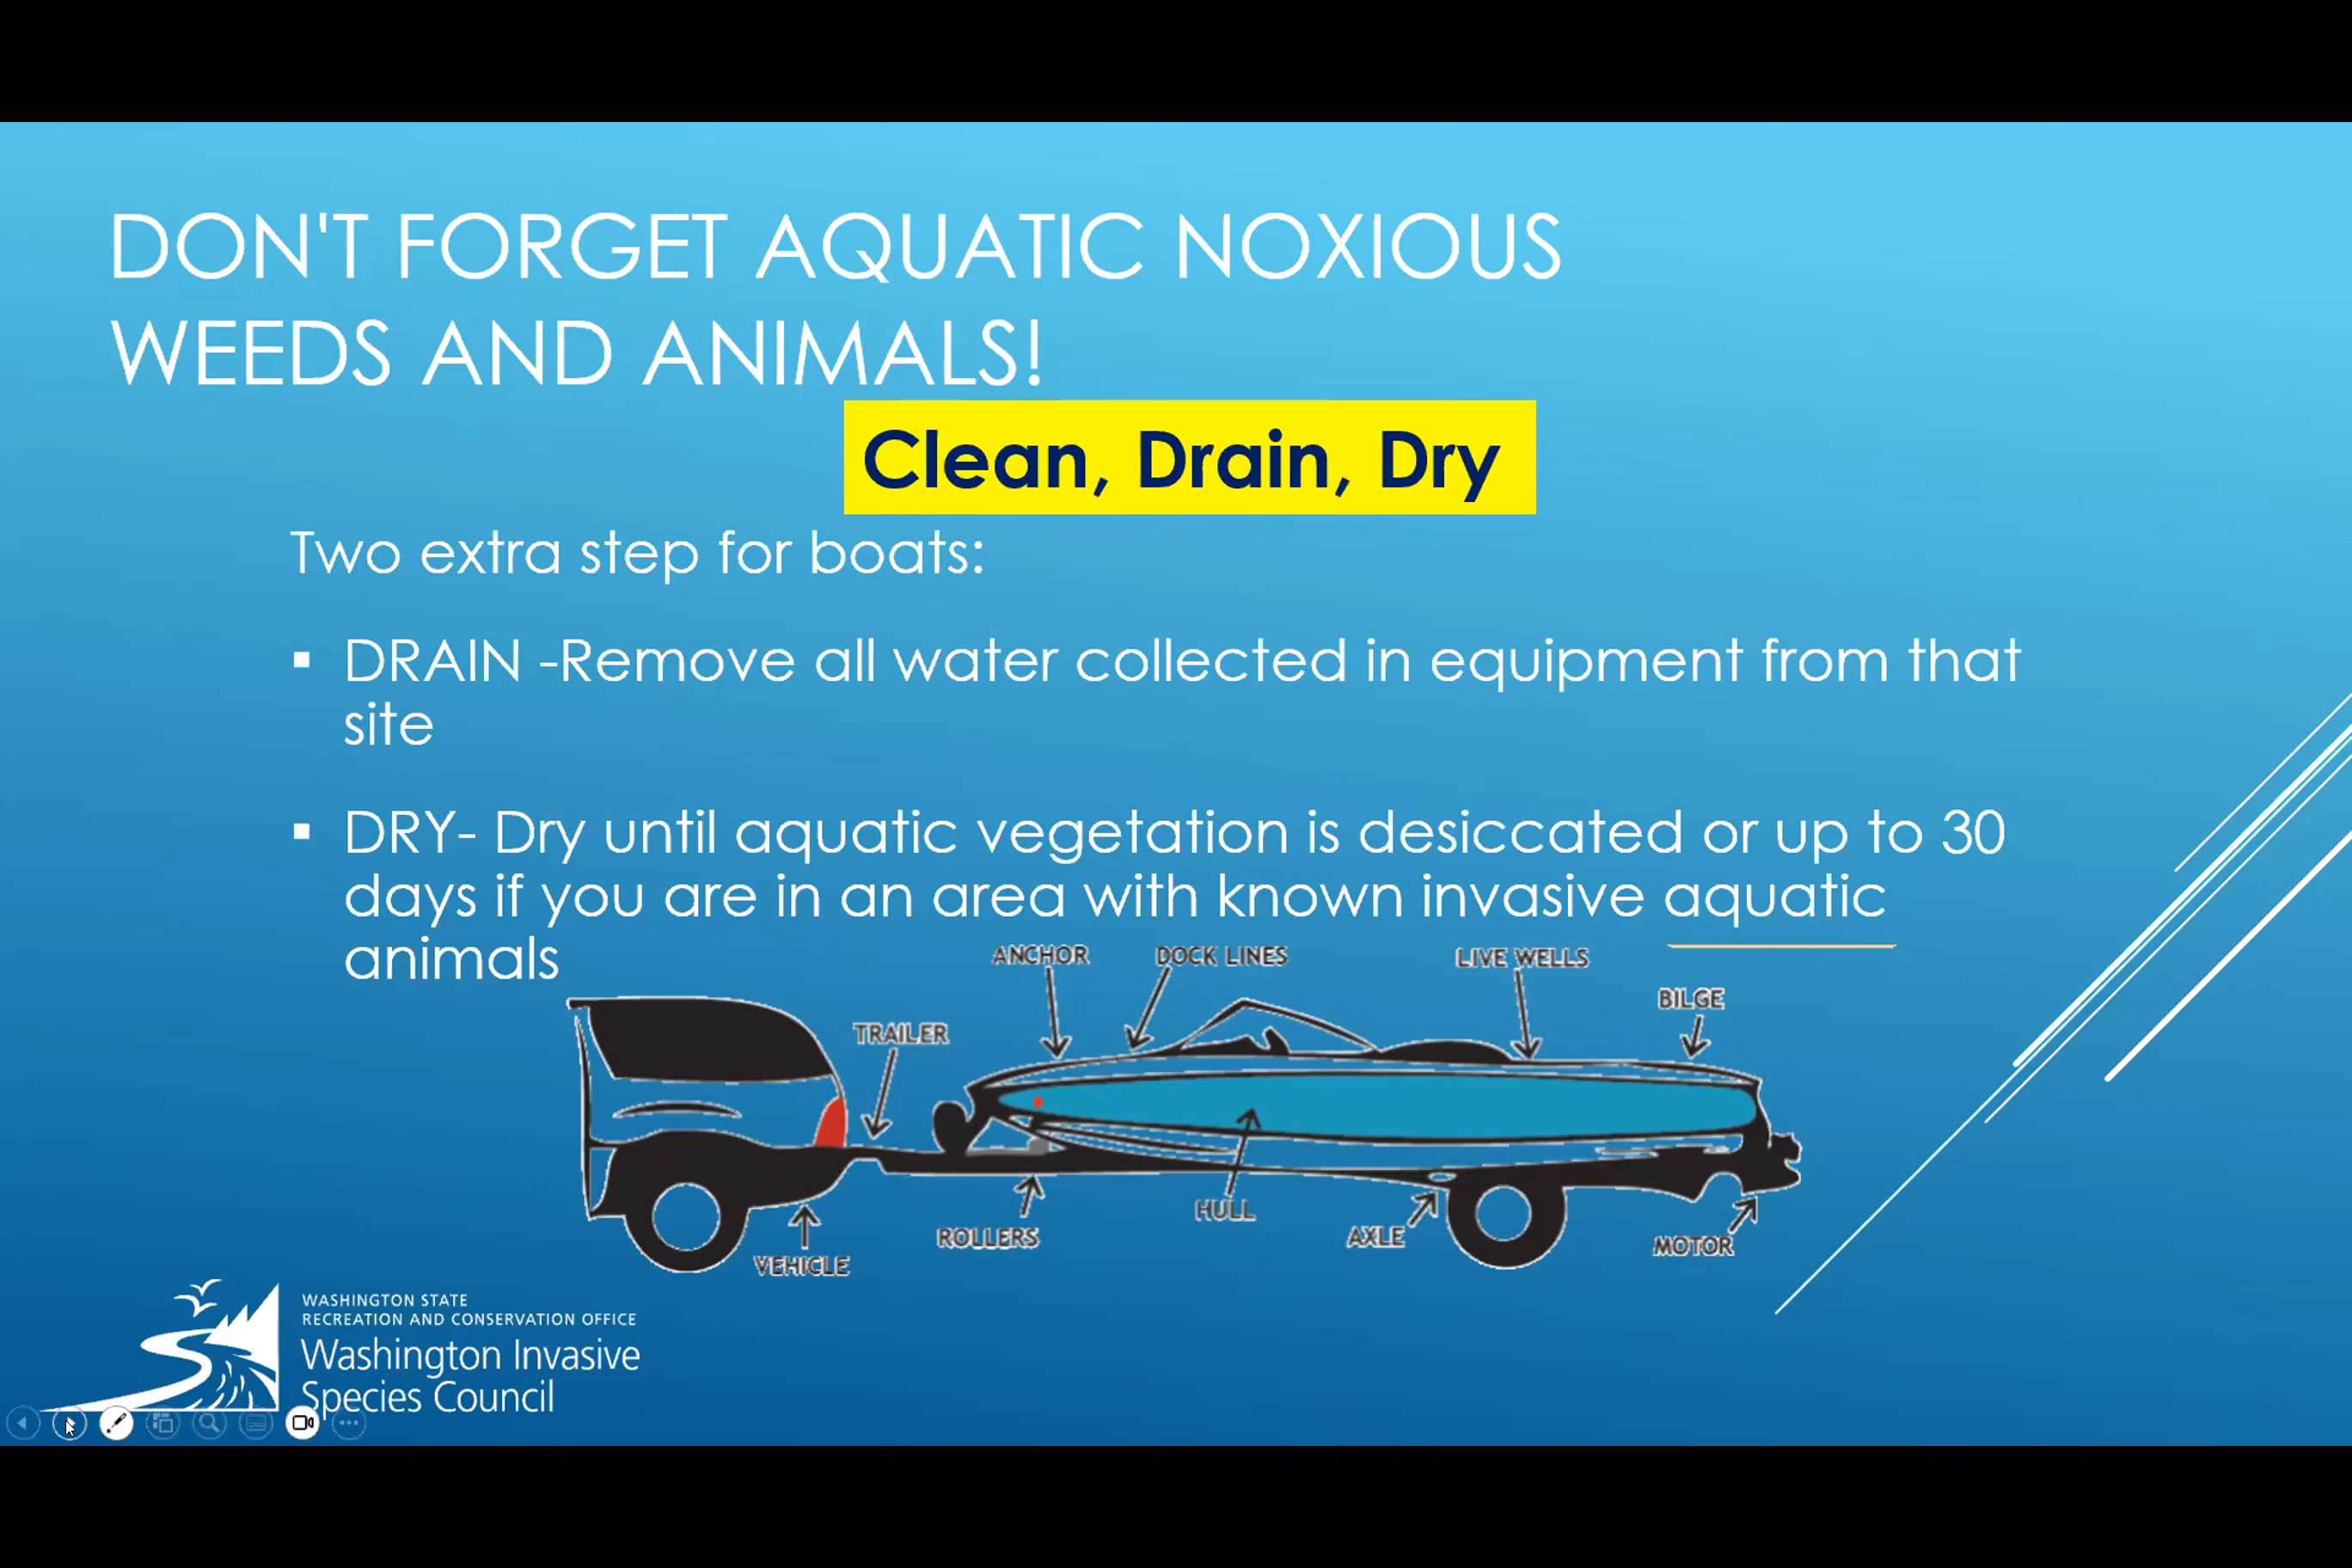 DON'T FORGET AQUATIC NOXIOUS
WEEDS AND ANIMALS!
Clean, Drain, Dry
Two extra step for boats:
▪ DRAIN -Remove all water collected in equipment from that
site
▪ DRY- Dry until aquatic vegetation is desiccated or up to 30
days if you are in an area with known invasive aquatic
animals
ANCHOR
DOCK LINES
LIVE WELLS
BILGE
TRAILER
HULL
ROLLERS
AXLE
MOTOR
VEHICLE
WASHINGTON STATE
RECREATION AND CONSERVATION OFFICE
Washington Invasive
Species Council